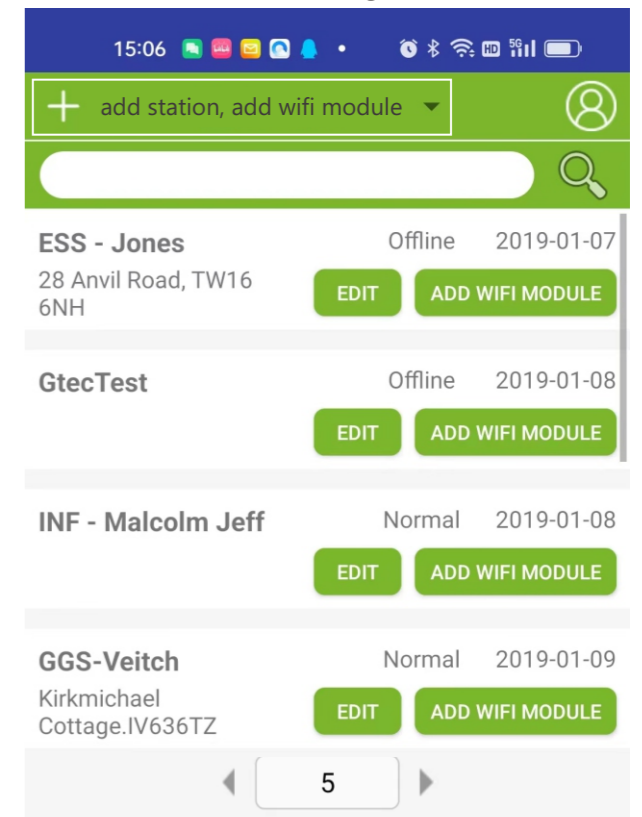 15:06
HD 5G
add station, add wifi module
ESS - Jones Offline 2019-01-07
28 Anvil Road, TW16
6NH
EDIT ADD WIFI MODULE
GtecTest Offline 2019-01-08
EDIT ADD WIFI MODULE
INF - Malcolm Jeff Normal 2019-01-08
EDIT ADD WIFI MODULE
GGS-Veitch Normal 2019-01-09
Kirkmichael
Cottage.IV636TZ
EDIT ADD WIFI MODULE
5